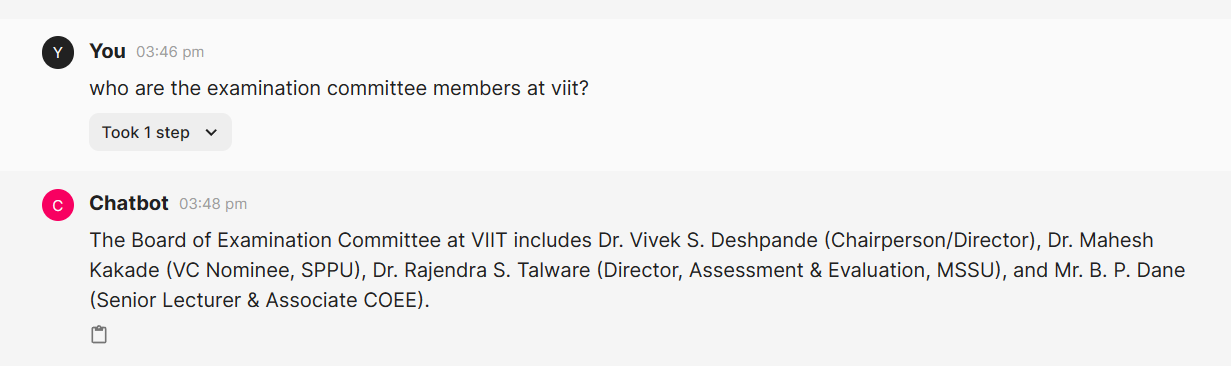 Y You 03:46 pm
who are the examination committee members at viit?
Took 1 step
C Chatbot 03:48 pm
The Board of Examination Committee at VIIT includes Dr. Vivek S. Deshpande (Chairperson/Director), Dr. Mahesh
Kakade (VC Nominee, SPPU), Dr. Rajendra S. Talware (Director, Assessment & Evaluation, MSSU), and Mr. B. P. Dane
(Senior Lecturer & Associate COEE).